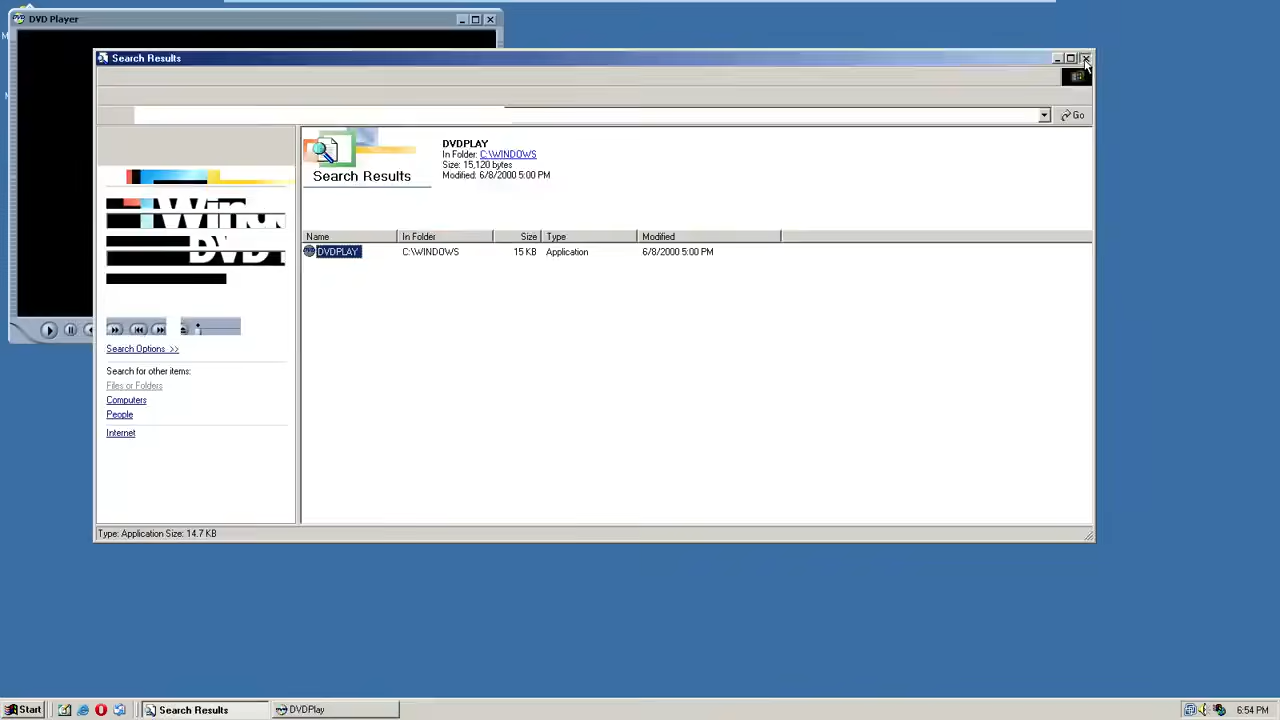 DVD Player
Search Results
Go
Search Results
DVDPLAY
In Folder: C:\WINDOWS
Size: 15,120 bytes
Modified: 6/8/2000 5:00 PM
Name In Folder Size Type Modified
DVDPLAY C:\WINDOWS 15 KB Application 6/8/2000 5:00 PM
Search Options >>
Search for other items:
Files or Folders
Computers
People
Internet
Type: Application Size: 14.7 KB
Start Search Results DVDPlay 6:54 PM